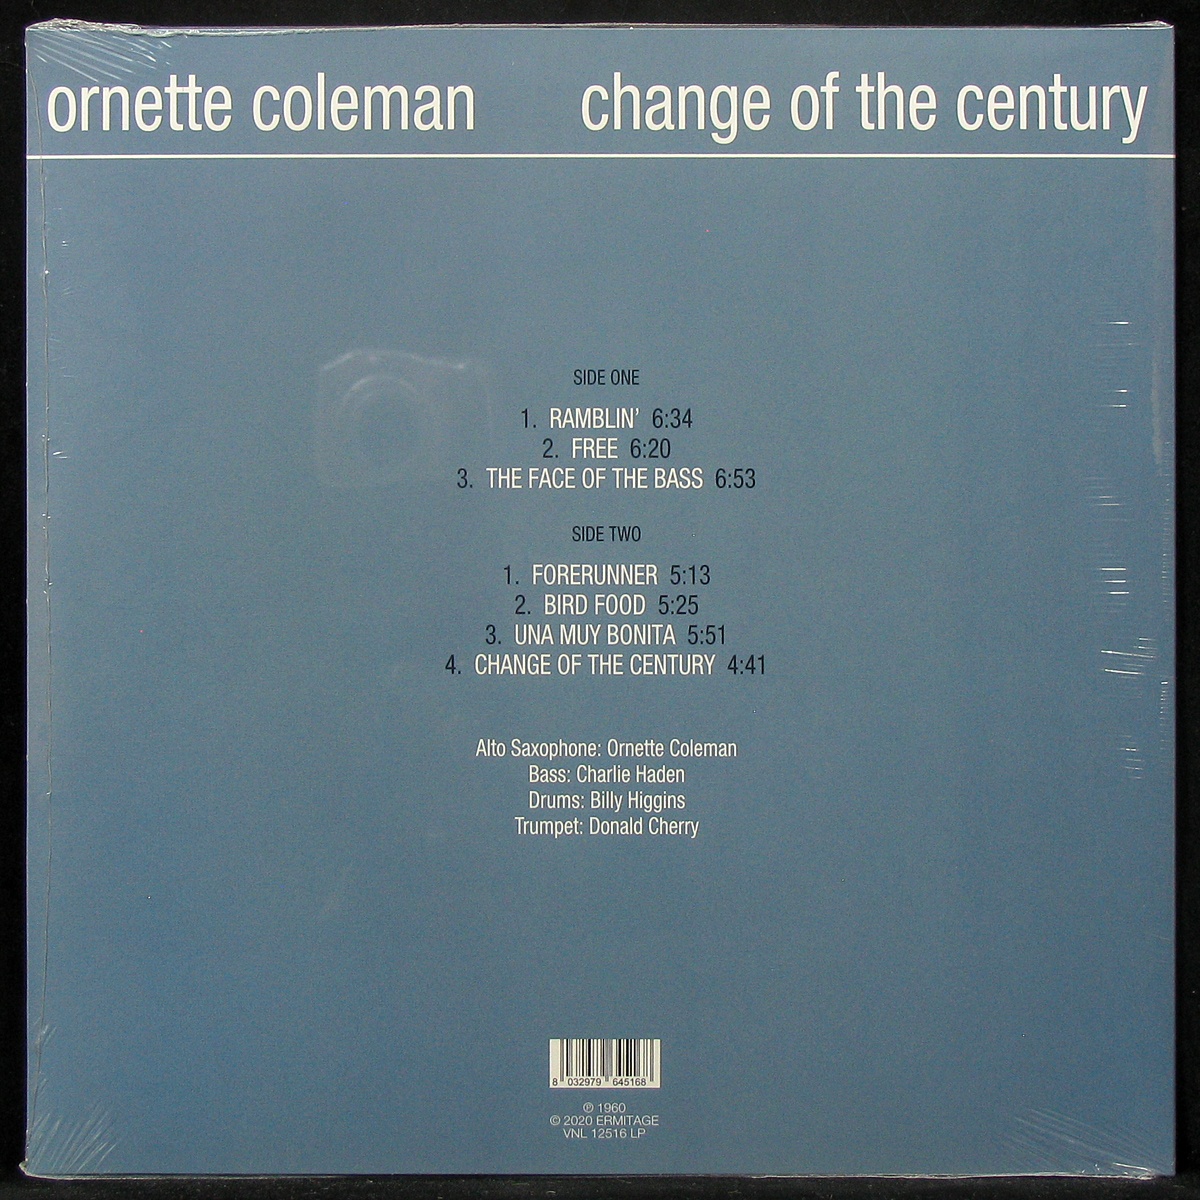 ornette coleman change of the century
SIDE ONE
1. RAMBLIN' 6:34
2. FREE 6:20
3. THE FACE OF THE BASS 6:53
SIDE TWO
1. FORERUNNER 5:13
2. BIRD FOOD 5:25
3. UNA MUY BONITA 5:51
4. CHANGE OF THE CENTURY 4:41
Alto Saxophone: Ornette Coleman
Bass: Charlie Haden
Drums: Billy Higgins
Trumpet: Donald Cherry
8 032979 645168
℗ 1960
© 2020 ERMITAGE
VNL 12516 LP